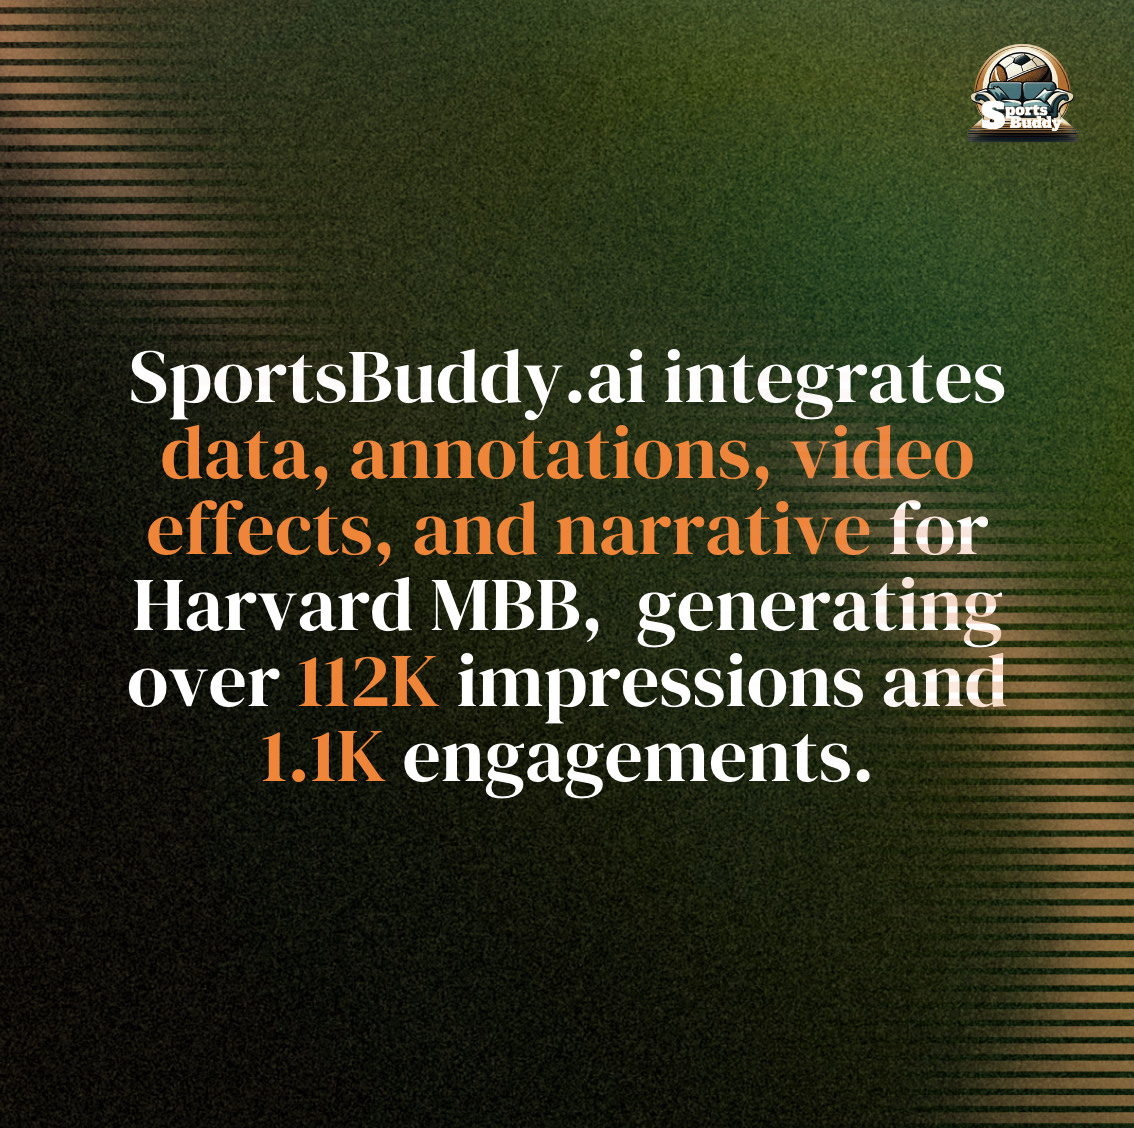 Sports
Buddy
SportsBuddy.ai integrates
data, annotations, video
effects, and narrative for
Harvard MBB,  generating
over 112K impressions and
1.1K engagements.